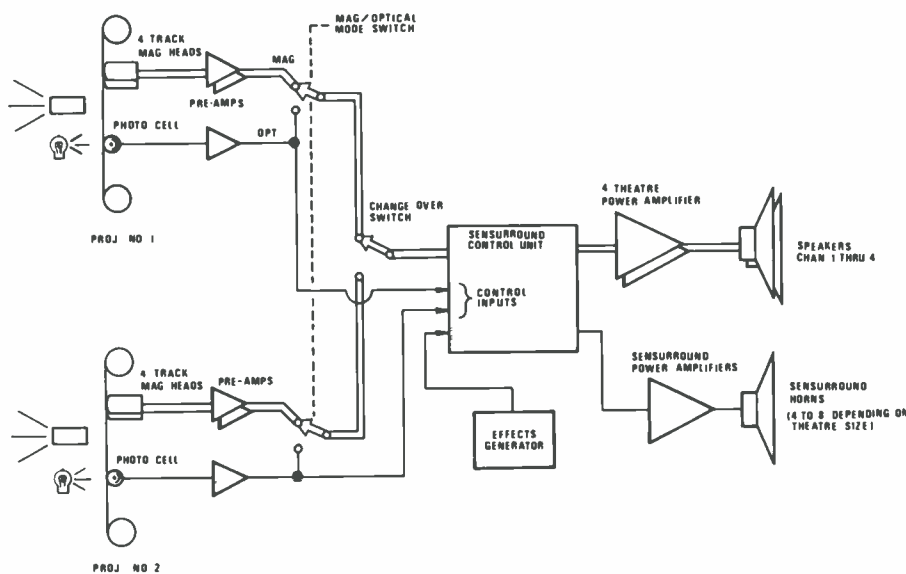 MAG/OPTICAL
MODE SWITCH
4 TRACK
MAG HEADS
MAG
PRE-AMPS
PHOTO CELL
OPT
PROJ NO 1
CHANGE OVER
SWITCH
SENSURROUND
CONTROL UNIT
CONTROL
INPUTS
4 THEATRE
POWER AMPLIFIER
SPEAKERS
CHAN 1 THRU 4
4 TRACK
MAG HEADS
PRE-AMPS
PHOTO CELL
PROJ NO 2
EFFECTS
GENERATOR
SENSURROUND
POWER AMPLIFIERS
SENSURROUND
HORNS
(4 TO 8 DEPENDING ON
THEATRE SIZE)